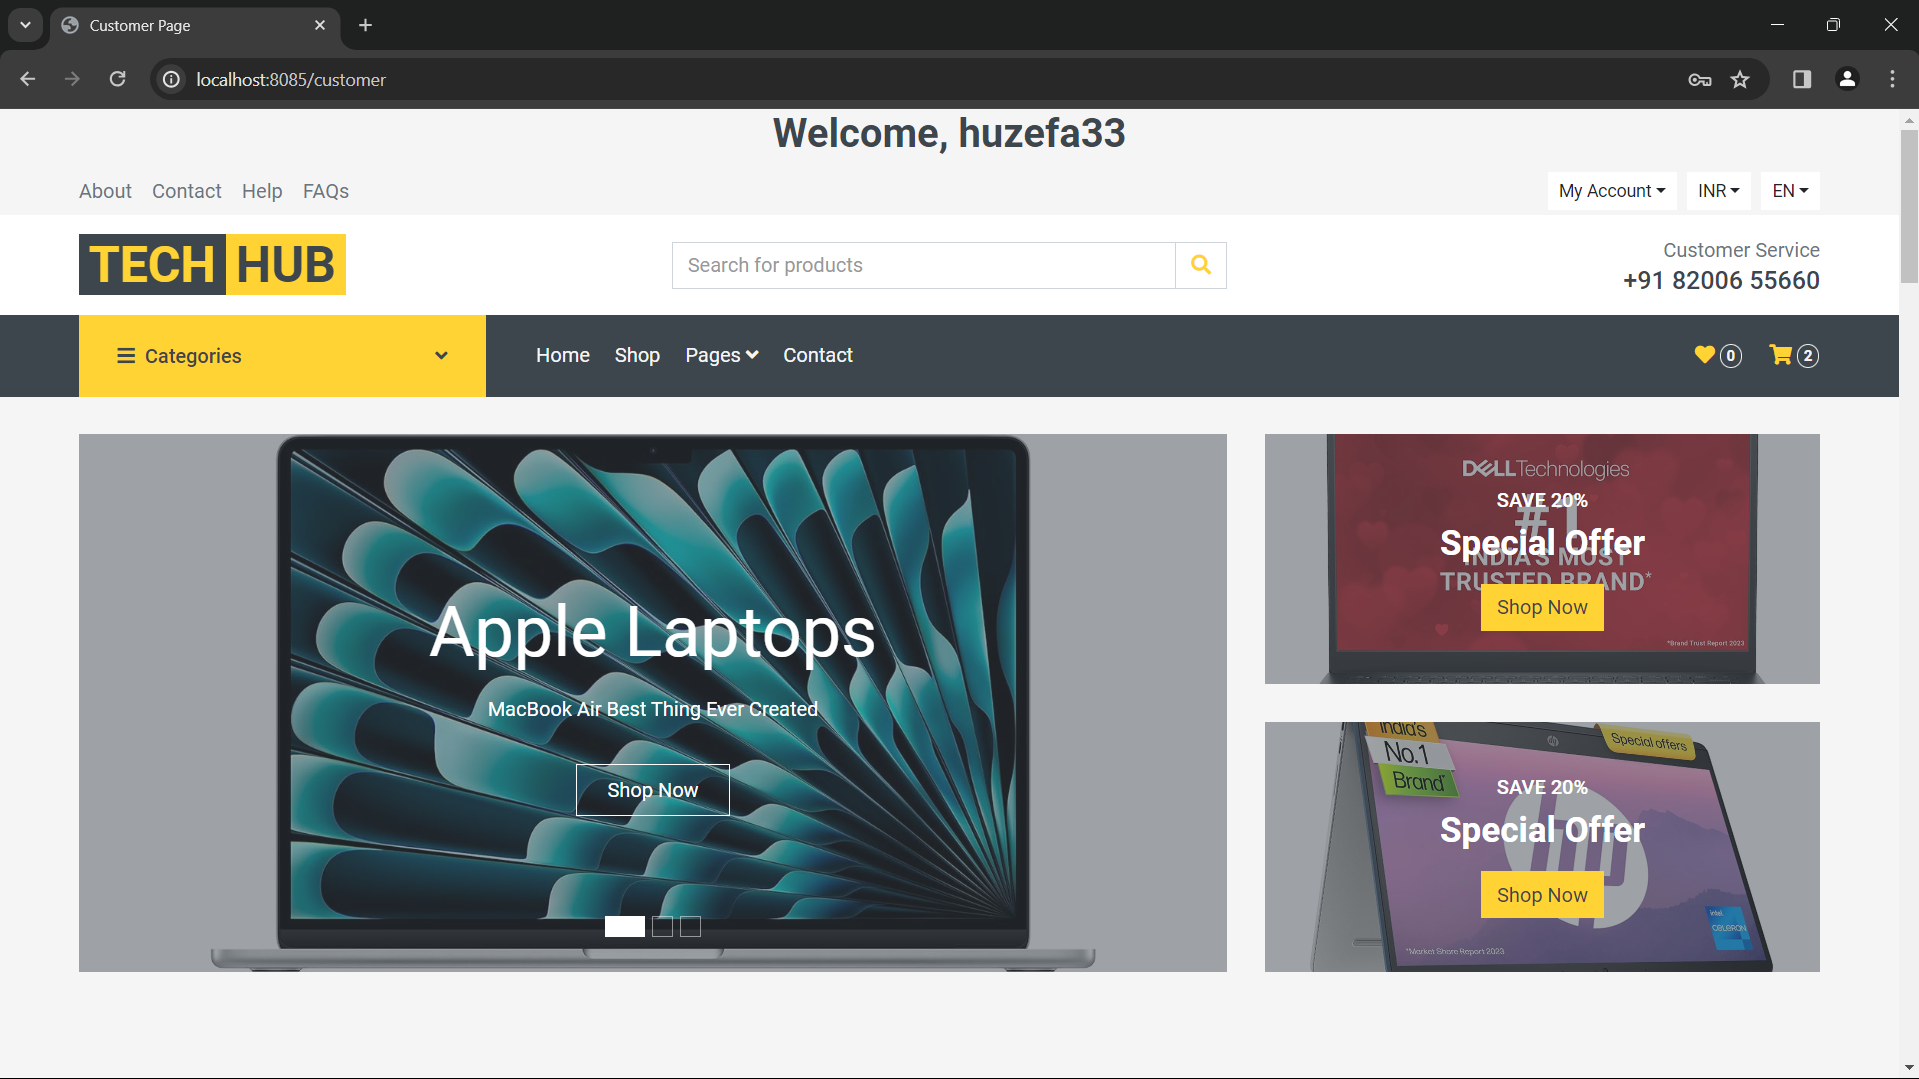 Customer Page
localhost:8085/customer
Welcome, huzefa33
About Contact Help FAQs
My Account INR EN
TECH HUB
Search for products
Customer Service
+91 82006 55660
Categories
Home Shop Pages Contact
0 2
Apple Laptops
MacBook Air Best Thing Ever Created
Shop Now
DELLTechnologies
SAVE 20%
#1
Special Offer
INDIA'S MOST
TRUSTED BRAND*
Shop Now
*Brand Trust Report 2023
India's
No.1
Brand*
Special offers
hp
SAVE 20%
Special Offer
Shop Now
intel
CELERON
*Market Share Report 2023